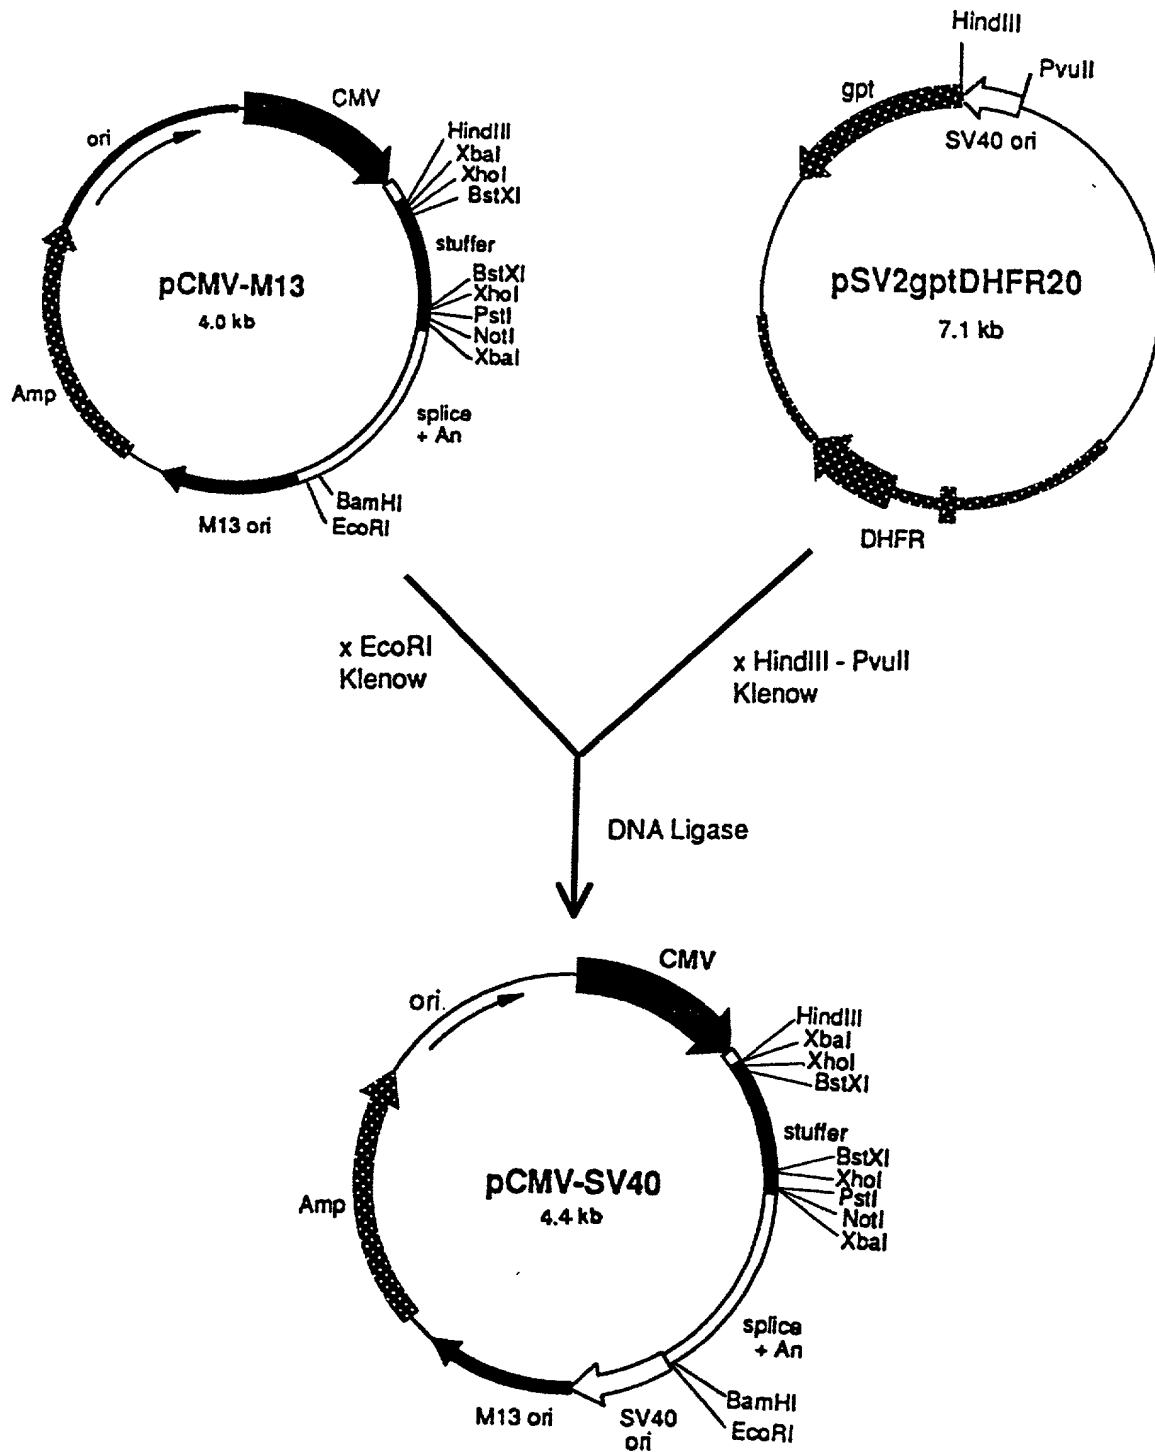 CMV
ori
HindIII
XbaI
XhoI
BstXI
stuffer
BstXI
XhoI
PstI
NotI
XbaI
pCMV-M13
4.0 kb
Amp
splice
+ An
BamHI
EcoRI
M13 ori
HindIII
PvuII
gpt
SV40 ori
pSV2gptDHFR20
7.1 kb
DHFR
x EcoRI
Klenow
x HindIII - PvuII
Klenow
DNA Ligase
CMV
ori
HindIII
XbaI
XhoI
BstXI
stuffer
BstXI
XhoI
PstI
NotI
XbaI
pCMV-SV40
4.4 kb
Amp
splice
+ An
BamHI
EcoRI
M13 ori
SV40
ori